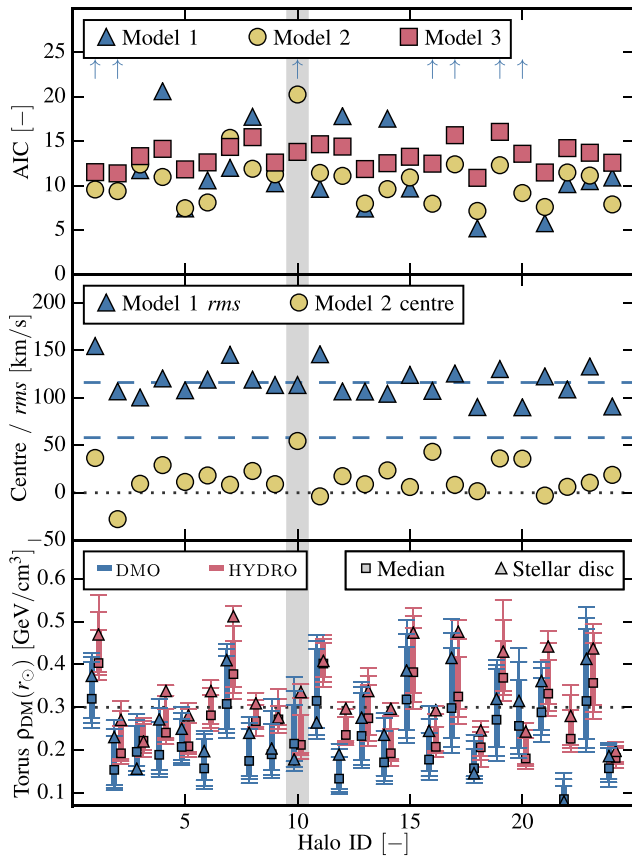 Model 1 Model 2 Model 3
30
25
20
15
10
5
0
AIC [−]
Model 1 rms Model 2 centre
200
150
100
50
0
50
Centre / rms [km/s]
DMO HYDRO Median Stellar disc
0.6
0.5
0.4
0.3
0.2
0.1
Torus ρDM(r⊙) [GeV/cm³]
5 10 15 20
Halo ID [−]